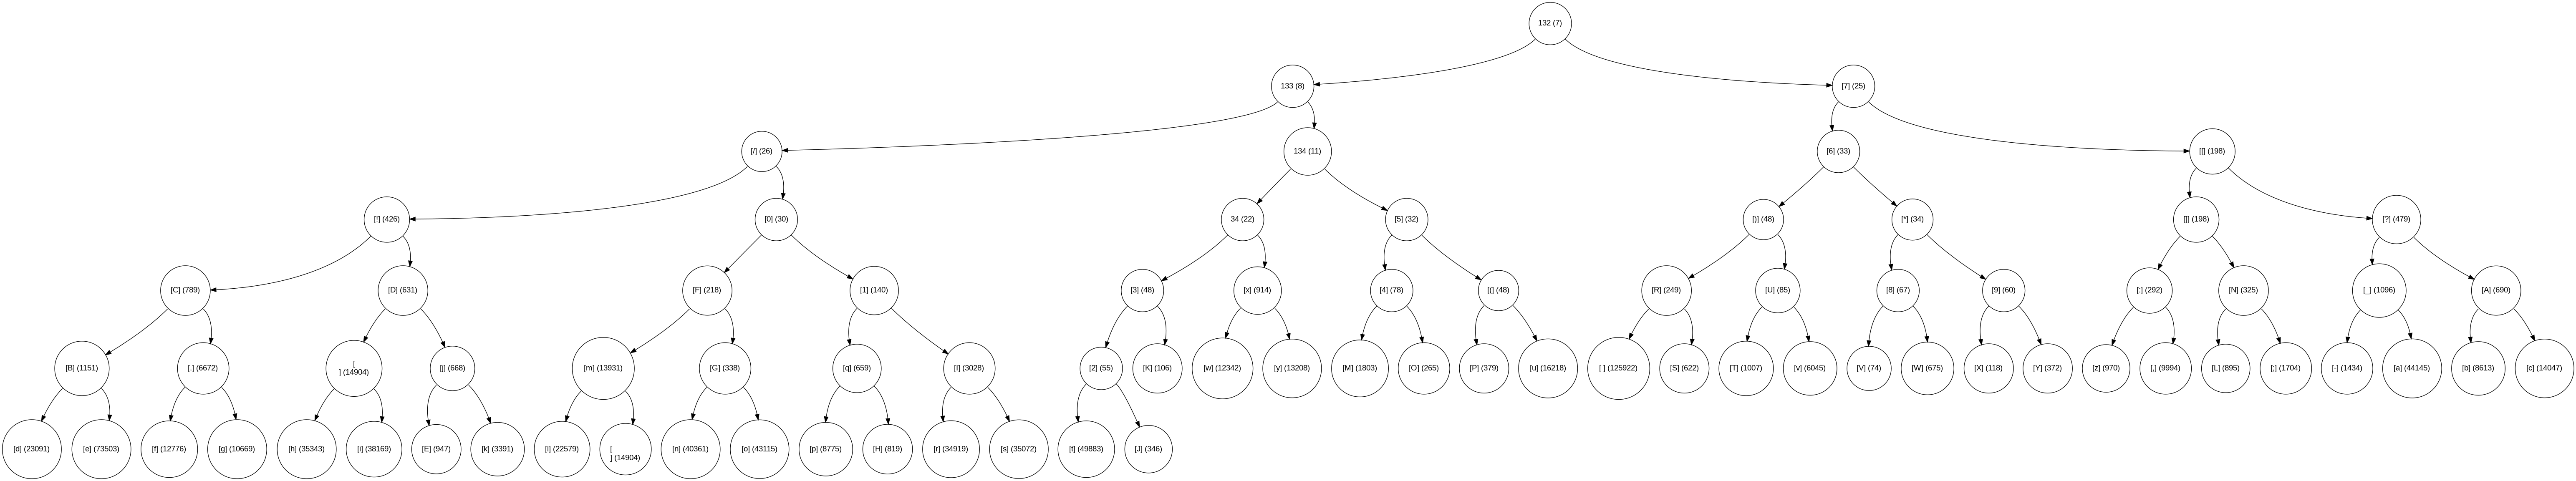 132 (7)
133 (8)
[7] (25)
[/] (26)
134 (11)
[6] (33)
[[] (198)
[!] (426)
[0] (30)
34 (22)
[5] (32)
[)] (48)
[*] (34)
[]] (198)
[?] (479)
[C] (789)
[D] (631)
[F] (218)
[1] (140)
[3] (48)
[x] (914)
[4] (78)
[(] (48)
[R] (249)
[U] (85)
[8] (67)
[9] (60)
[:] (292)
[N] (325)
[_] (1096)
[A] (690)
[B] (1151)
[.] (6672)
[
] (14904)
[j] (668)
[m] (13931)
[G] (338)
[q] (659)
[I] (3028)
[2] (55)
[K] (106)
[w] (12342)
[y] (13208)
[M] (1803)
[O] (265)
[P] (379)
[u] (16218)
[ ] (125922)
[S] (622)
[T] (1007)
[v] (6045)
[V] (74)
[W] (675)
[X] (118)
[Y] (372)
[z] (970)
[,] (9994)
[L] (895)
[;] (1704)
[-] (1434)
[a] (44145)
[b] (8613)
[c] (14047)
[d] (23091)
[e] (73503)
[f] (12776)
[g] (10669)
[h] (35343)
[i] (38169)
[E] (947)
[k] (3391)
[l] (22579)
[
] (14904)
[n] (40361)
[o] (43115)
[p] (8775)
[H] (819)
[r] (34919)
[s] (35072)
[t] (49883)
[J] (346)